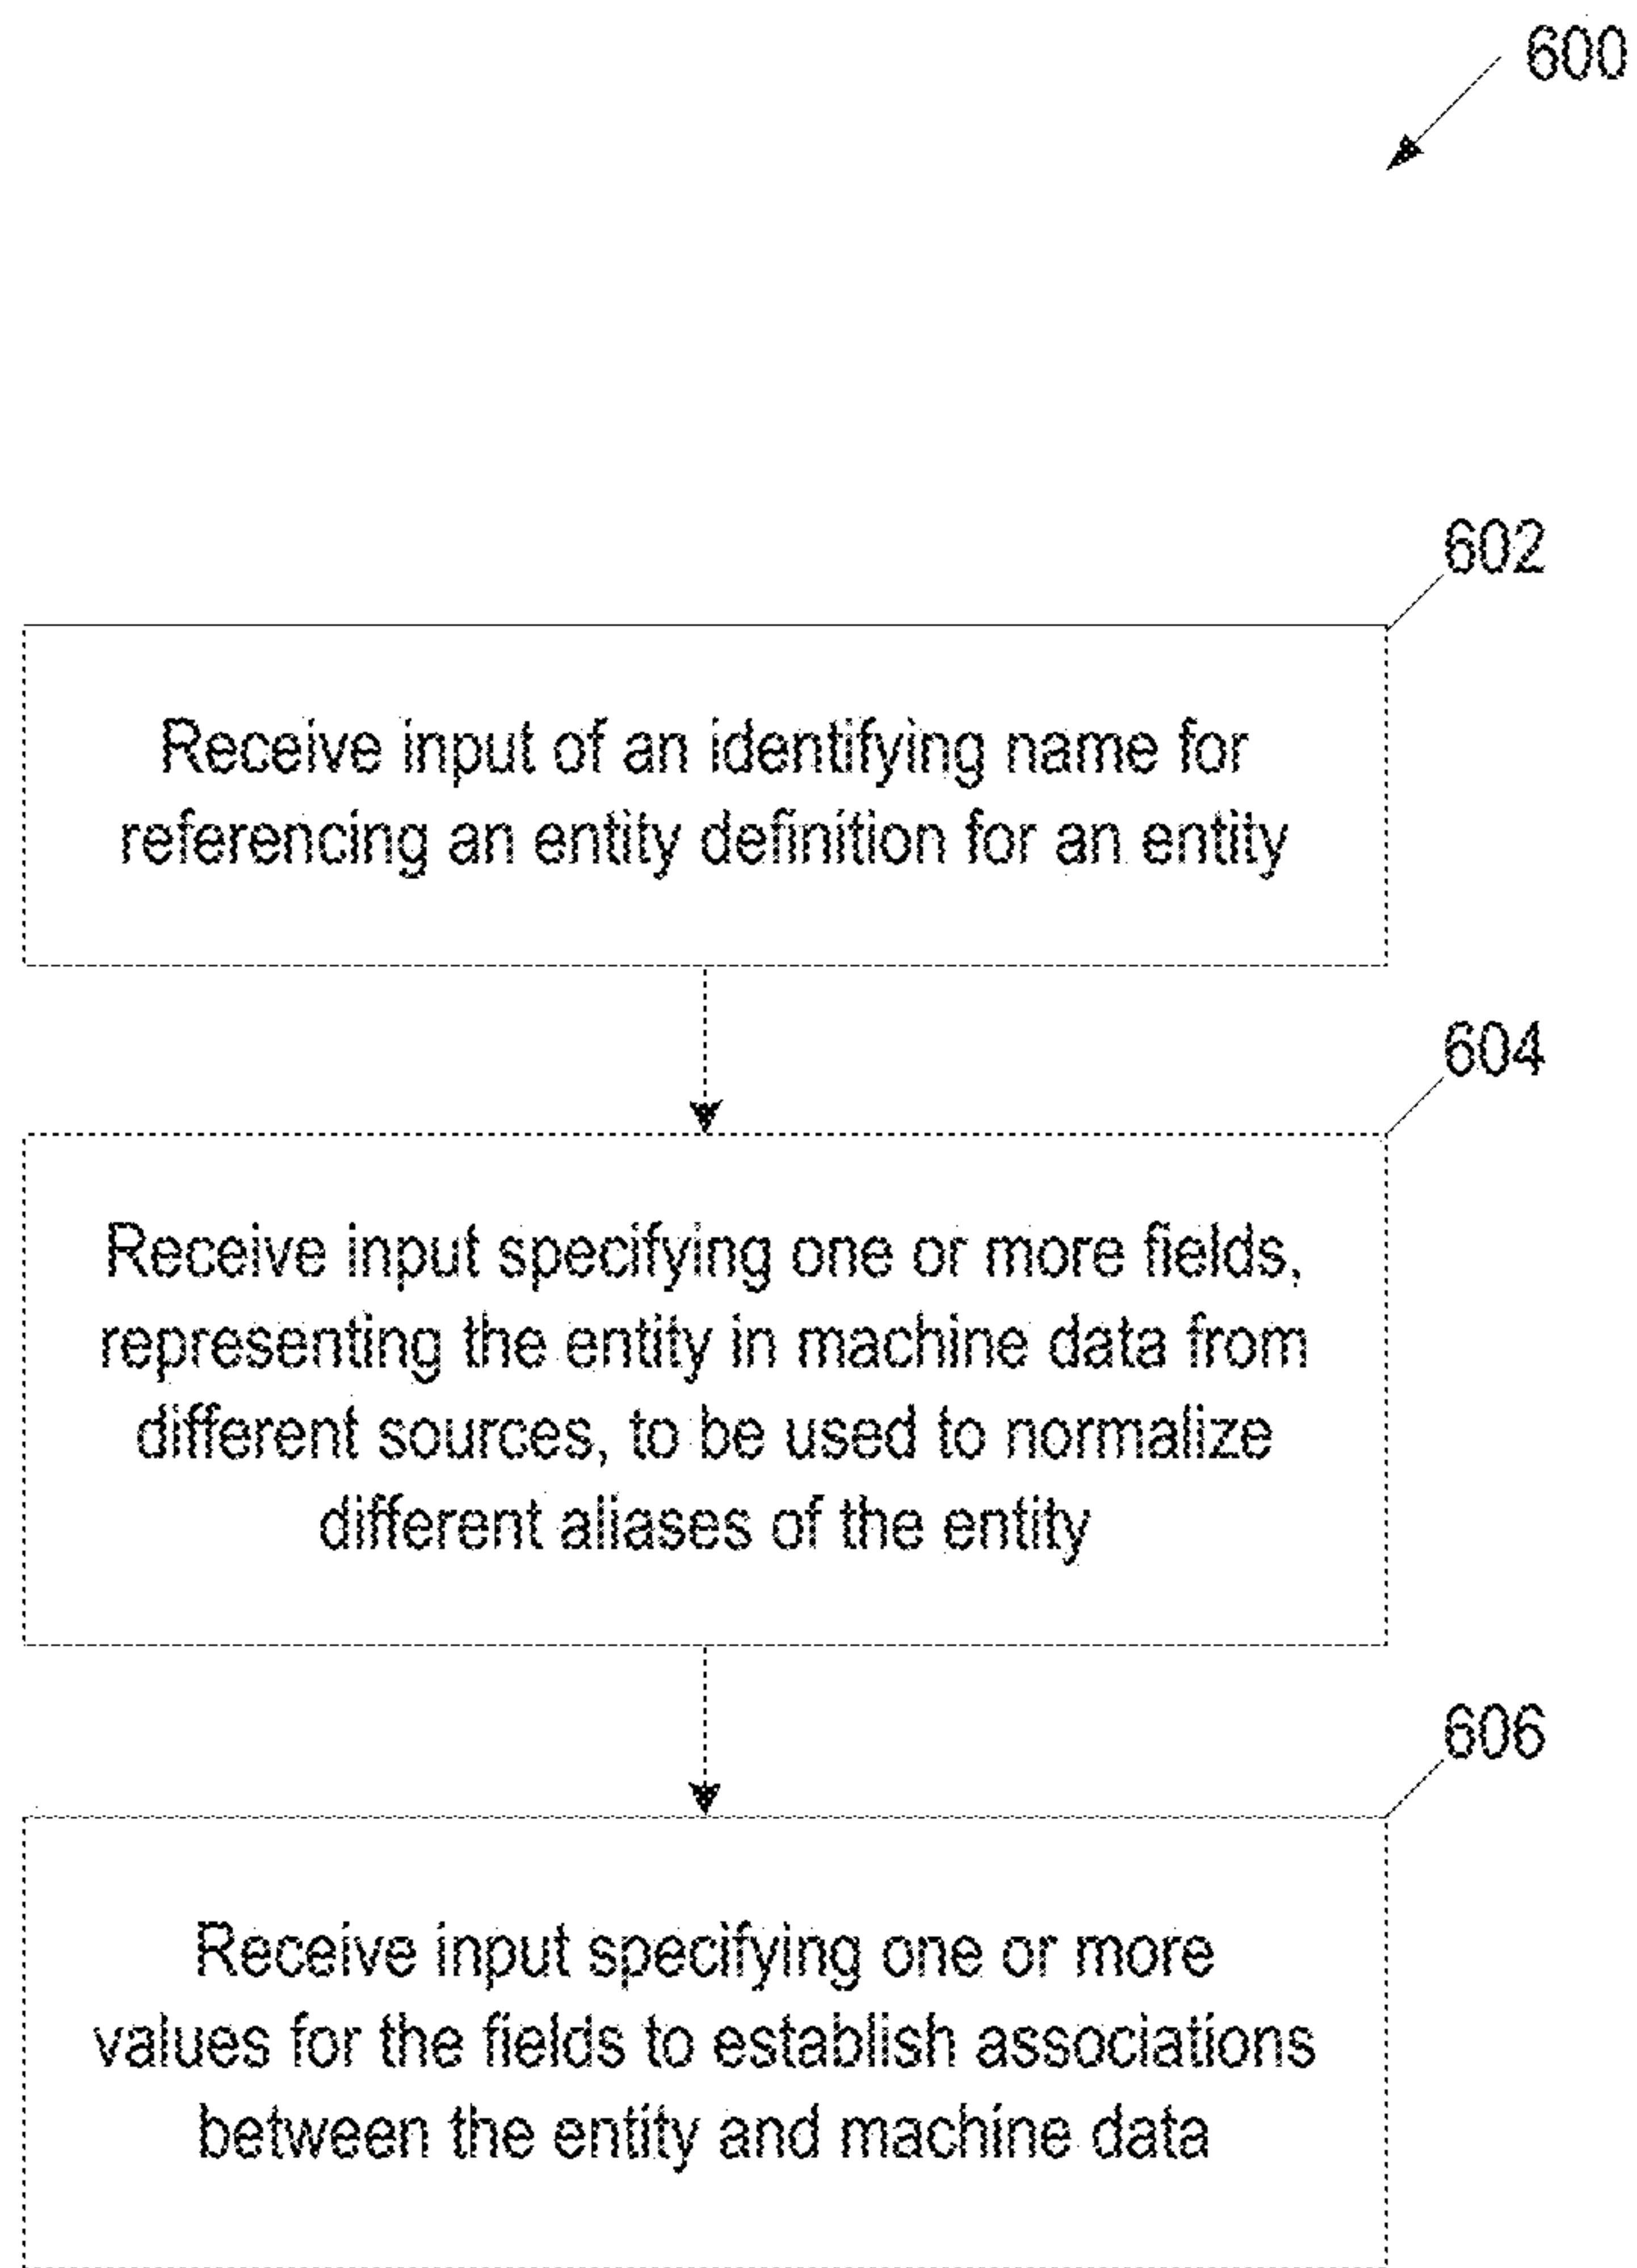 600
602
Receive input of an identifying name for
referencing an entity definition for an entity
604
Receive input specifying one or more fields,
representing the entity in machine data from
different sources, to be used to normalize
different aliases of the entity
606
Receive input specifying one or more
values for the fields to establish associations
between the entity and machine data